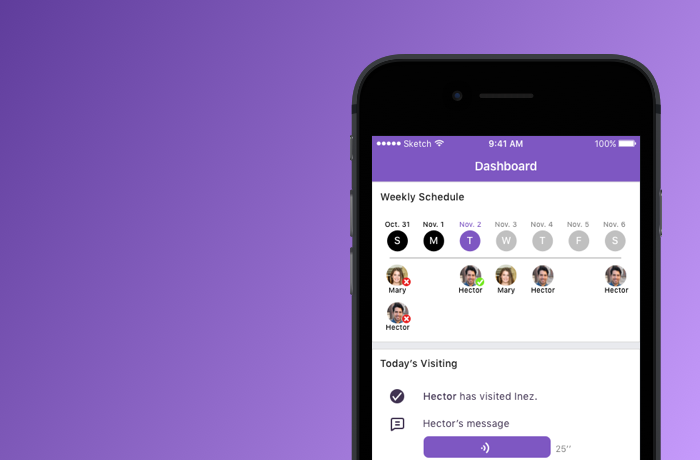 Sketch 9:41 AM 100%
Dashboard
Weekly Schedule
Oct. 31 Nov. 1 Nov. 2 Nov. 3 Nov. 4 Nov. 5 Nov. 6
S M T W T F S
Mary Hector Mary Hector Hector
Hector
Today's Visiting
Hector has visited Inez.
Hector's message
25''